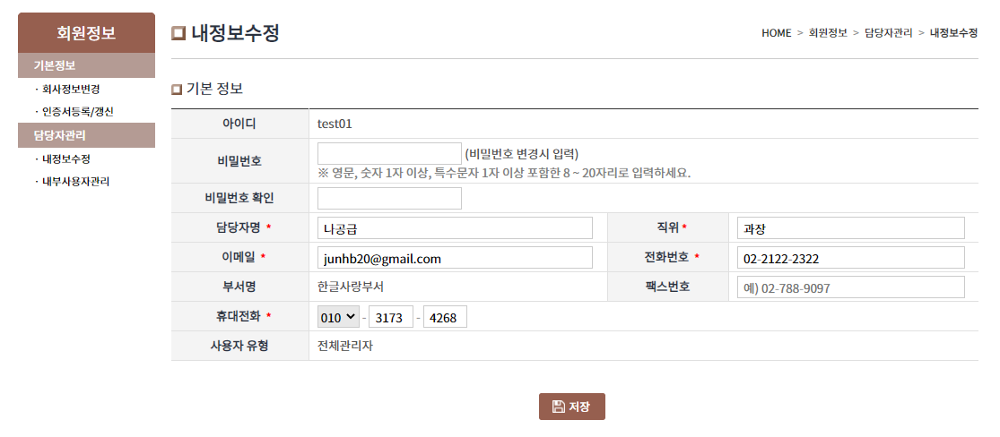 회원정보
기본정보
· 회사정보변경
· 인증서등록/갱신
담당자관리
· 내정보수정
· 내부사용자관리
내정보수정
HOME > 회원정보 > 담당자관리 > 내정보수정
기본 정보
아이디 test01
비밀번호 (비밀번호 변경시 입력)
※ 영문, 숫자 1자 이상, 특수문자 1자 이상 포함한 8 ~ 20자리로 입력하세요.
비밀번호 확인
담당자명 * 나공급 직위 * 과장
이메일 * junhb20@gmail.com 전화번호 * 02-2122-2322
부서명 한글사랑부서 팩스번호 예) 02-788-9097
휴대전화 * 010 - 3173 - 4268
사용자 유형 전체관리자
저장